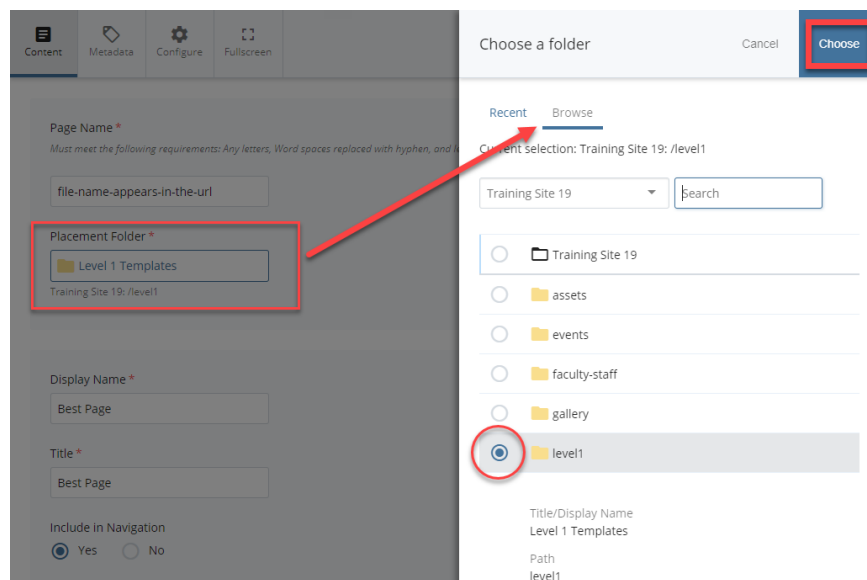 Content
Metadata
Configure
Fullscreen
Page Name *
Must meet the following requirements: Any letters, Word spaces replaced with hyphen, and le
file-name-appears-in-the-url
Placement Folder *
Level 1 Templates
Training Site 19: /level1
Display Name *
Best Page
Title *
Best Page
Include in Navigation
Yes No
Choose a folder
Cancel
Choose
Recent
Browse
Current selection: Training Site 19: /level1
Training Site 19
Search
Training Site 19
assets
events
faculty-staff
gallery
level1
Title/Display Name
Level 1 Templates
Path
level1